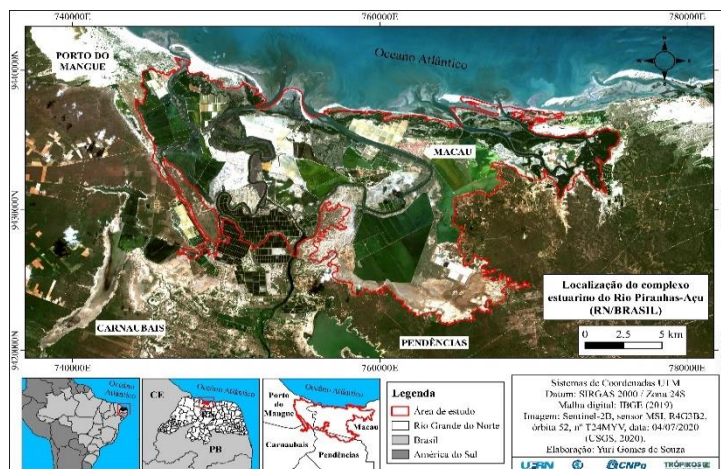 740000E
760000E
780000E
9440000N
Oceano Atlântico
PORTO DO
MANGUE
MACAU
9430000N
Localização do complexo
estuarino do Rio Piranhas-Açu
(RN/BRASIL)
0 2.5 5 km
CARNAUBAIS
PENDÊNCIAS
9420000N
740000E
760000E
780000E
Oceano
Atlântico
Oceano Atlântico
CE
PB
Oceano Atlântico
Porto do
Mangue
Macau
Carnaubais
Pendências
Legenda
Área de estudo
Rio Grande do Norte
Brasil
América do Sul
Sistemas de Coordenadas UTM
Datum: SIRGAS 2000 / Zona 24S
Malha digital: IBGE (2019)
Imagem: Sentinel-2B, sensor MSI, R4G3B2,
órbita 52, nº T24MYV, data: 04/07/2020
(USGS, 2020).
Elaboração: Yuri Gomes de Souza
UERN
CNPq
TRÓPIKOS